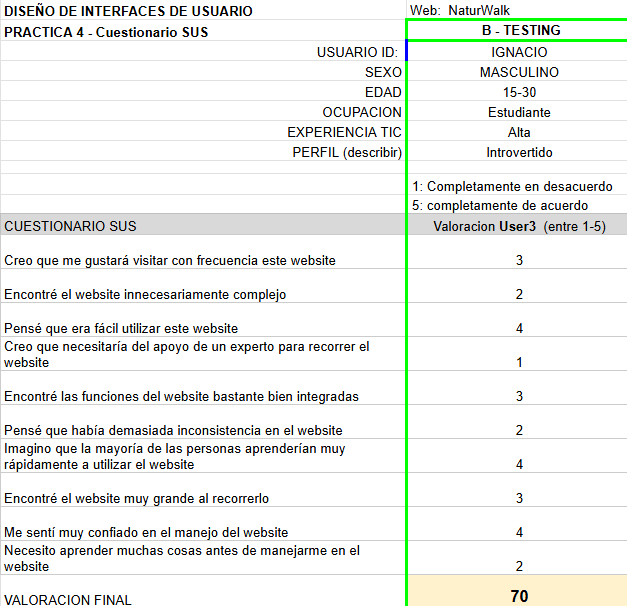 DISEÑO DE INTERFACES DE USUARIO Web: NaturWalk
PRACTICA 4 - Cuestionario SUS B - TESTING
USUARIO ID: IGNACIO
SEXO MASCULINO
EDAD 15-30
OCUPACION Estudiante
EXPERIENCIA TIC Alta
PERFIL (describir) Introvertido
1: Completamente en desacuerdo
5: completamente de acuerdo
CUESTIONARIO SUS Valoracion User3 (entre 1-5)
Creo que me gustará visitar con frecuencia este website 3
Encontré el website innecesariamente complejo 2
Pensé que era fácil utilizar este website 4
Creo que necesitaría del apoyo de un experto para recorrer el
website 1
Encontré las funciones del website bastante bien integradas 3
Pensé que había demasiada inconsistencia en el website 2
Imagino que la mayoría de las personas aprenderían muy
rápidamente a utilizar el website 4
Encontré el website muy grande al recorrerlo 3
Me sentí muy confiado en el manejo del website 4
Necesito aprender muchas cosas antes de manejarme en el
website 2
VALORACION FINAL 70